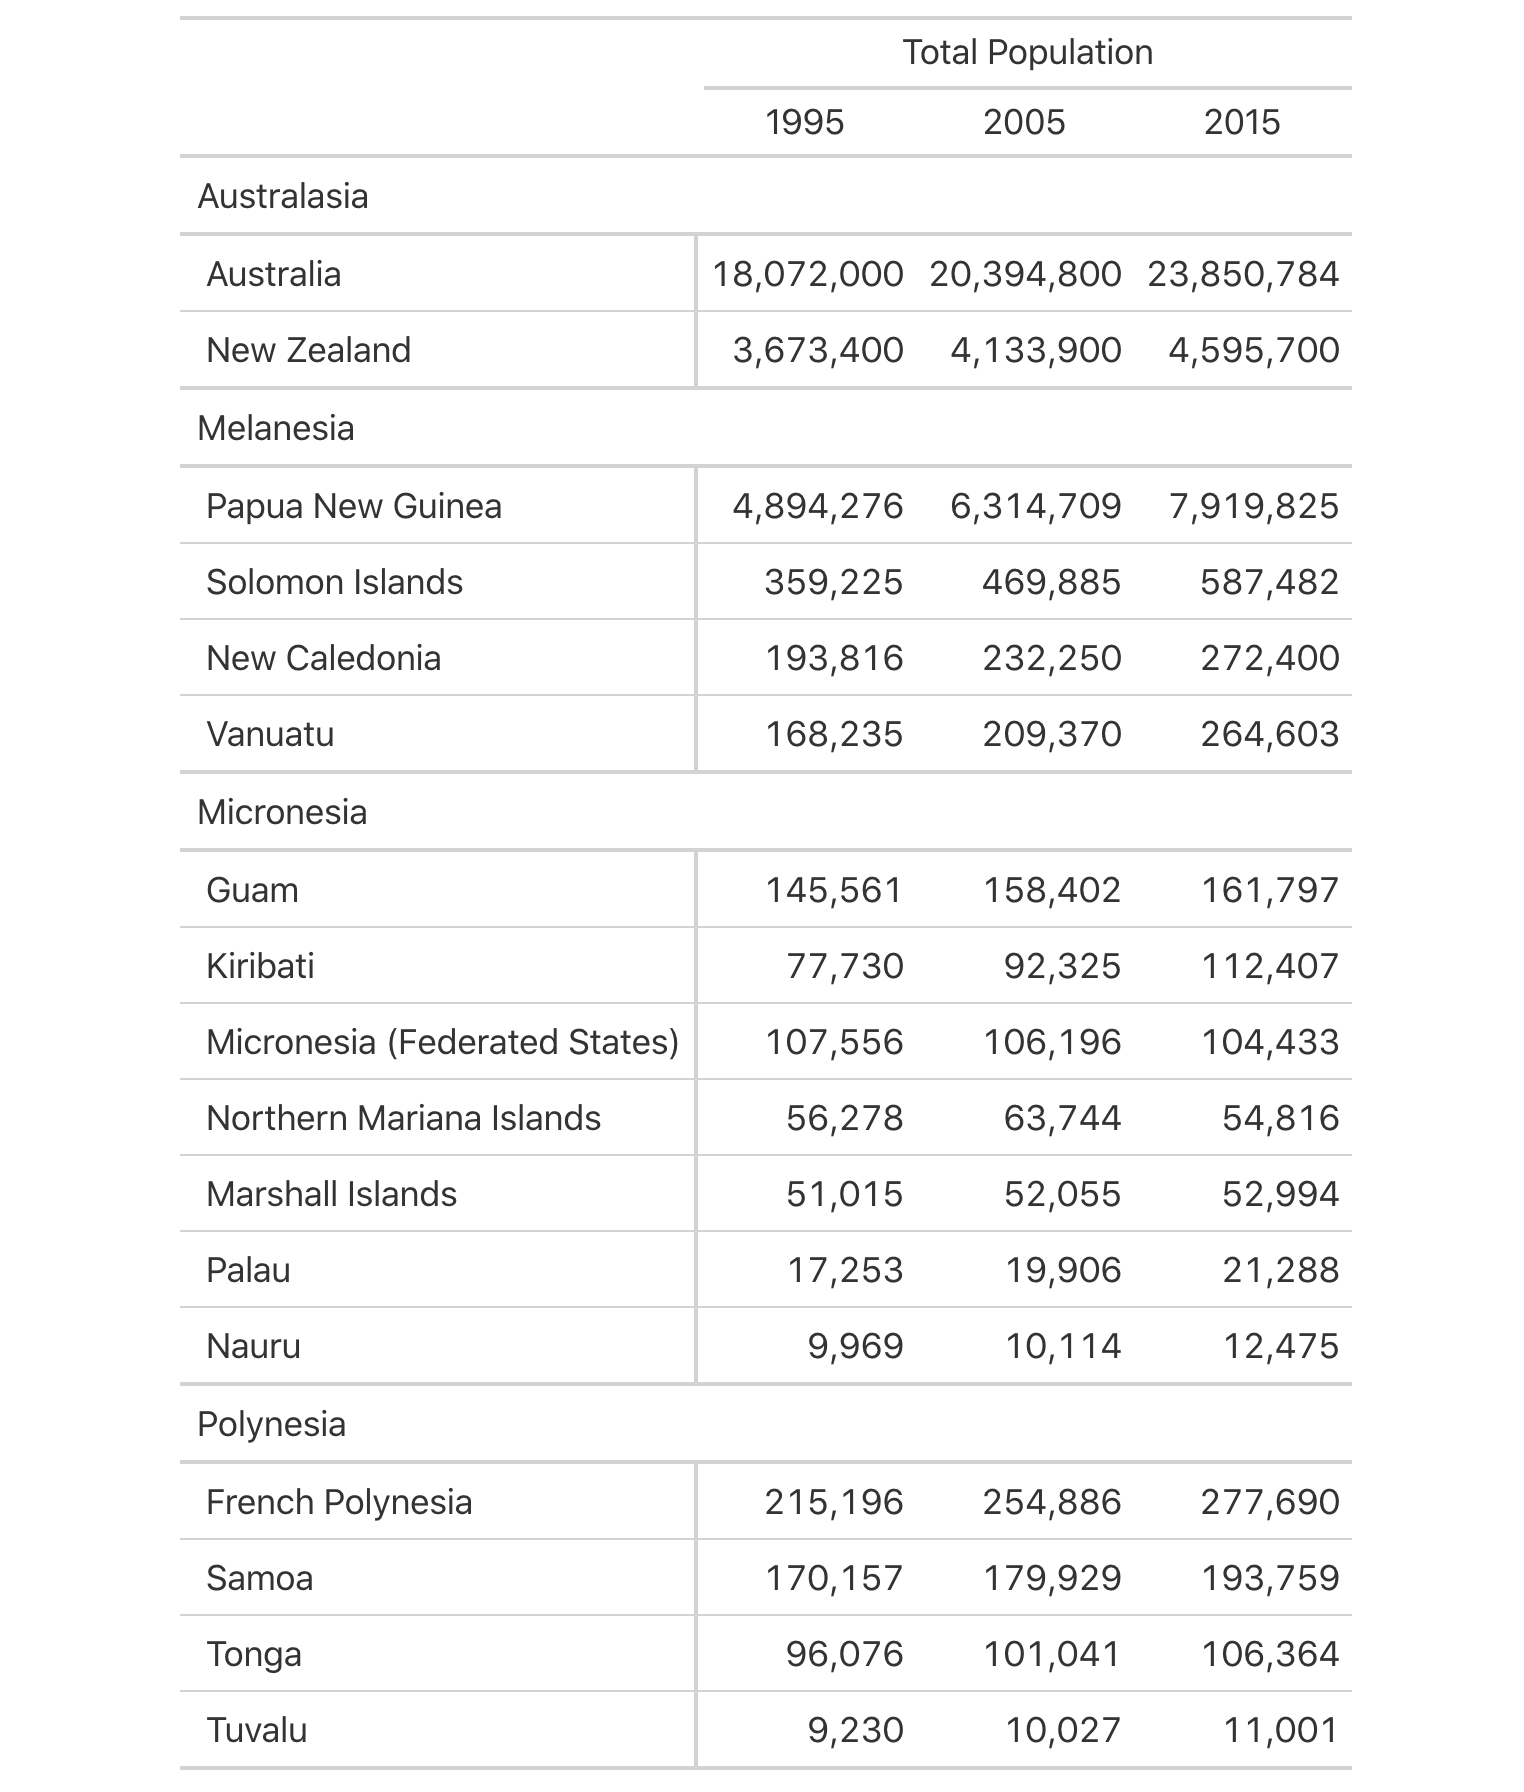 Total Population
1995 2005 2015
Australasia
Australia 18,072,000 20,394,800 23,850,784
New Zealand 3,673,400 4,133,900 4,595,700
Melanesia
Papua New Guinea 4,894,276 6,314,709 7,919,825
Solomon Islands 359,225 469,885 587,482
New Caledonia 193,816 232,250 272,400
Vanuatu 168,235 209,370 264,603
Micronesia
Guam 145,561 158,402 161,797
Kiribati 77,730 92,325 112,407
Micronesia (Federated States) 107,556 106,196 104,433
Northern Mariana Islands 56,278 63,744 54,816
Marshall Islands 51,015 52,055 52,994
Palau 17,253 19,906 21,288
Nauru 9,969 10,114 12,475
Polynesia
French Polynesia 215,196 254,886 277,690
Samoa 170,157 179,929 193,759
Tonga 96,076 101,041 106,364
Tuvalu 9,230 10,027 11,001